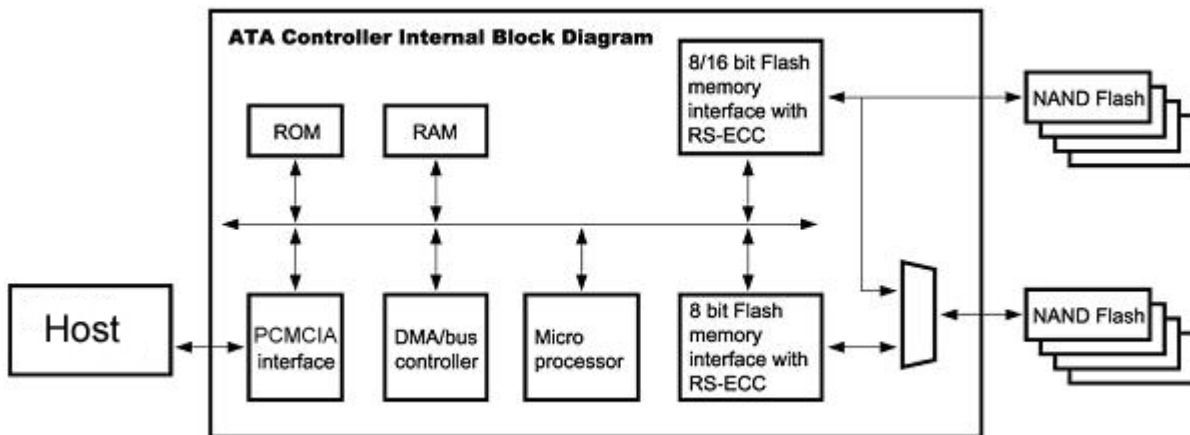 ATA Controller Internal Block Diagram
8/16 bit Flash
memory
interface with
RS-ECC
NAND Flash
ROM
RAM
Host
PCMCIA
interface
DMA/bus
controller
Micro
processor
8 bit Flash
memory
interface with
RS-ECC
NAND Flash